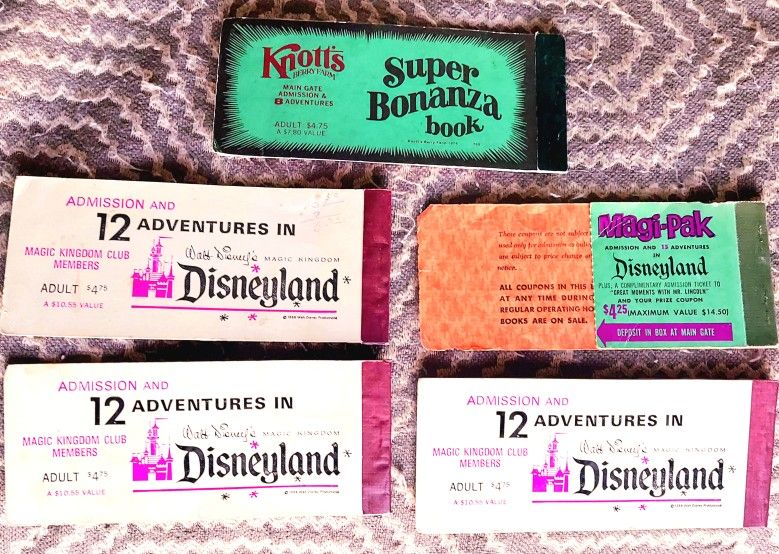 Knott's
BERRY FARM
MAIN GATE
ADMISSION &
8 ADVENTURES
ADULT: $4.75
A $7.80 VALUE
Super
Bonanza
book
ADMISSION AND
12 ADVENTURES IN
MAGIC KINGDOM CLUB
MEMBERS
ADULT $4.75
A $10.55 VALUE
Walt Disney's MAGIC KINGDOM
Disneyland
These coupons are not subject
used only for admission
are subject to price change
notice.
ALL COUPONS IN THIS
AT ANY TIME DURING
REGULAR OPERATING HO
BOOKS ARE ON SALE.
Magi-Pak
ADMISSION AND 15 ADVENTURES
IN
Disneyland
PLUS, A COMPLIMENTARY ADMISSION TICKET TO
"GREAT MOMENTS WITH MR. LINCOLN"
AND YOUR PRIZE COUPON
$4.25 (MAXIMUM VALUE $14.50)
DEPOSIT IN BOX AT MAIN GATE
ADMISSION AND
12 ADVENTURES IN
MAGIC KINGDOM CLUB
MEMBERS
ADULT $4.75
A $10.55 VALUE
Walt Disney's MAGIC KINGDOM
Disneyland
ADMISSION AND
12 ADVENTURES IN
MAGIC KINGDOM CLUB
MEMBERS
ADULT $4.75
A $10.55 VALUE
Walt Disney's MAGIC KINGDOM
Disneyland